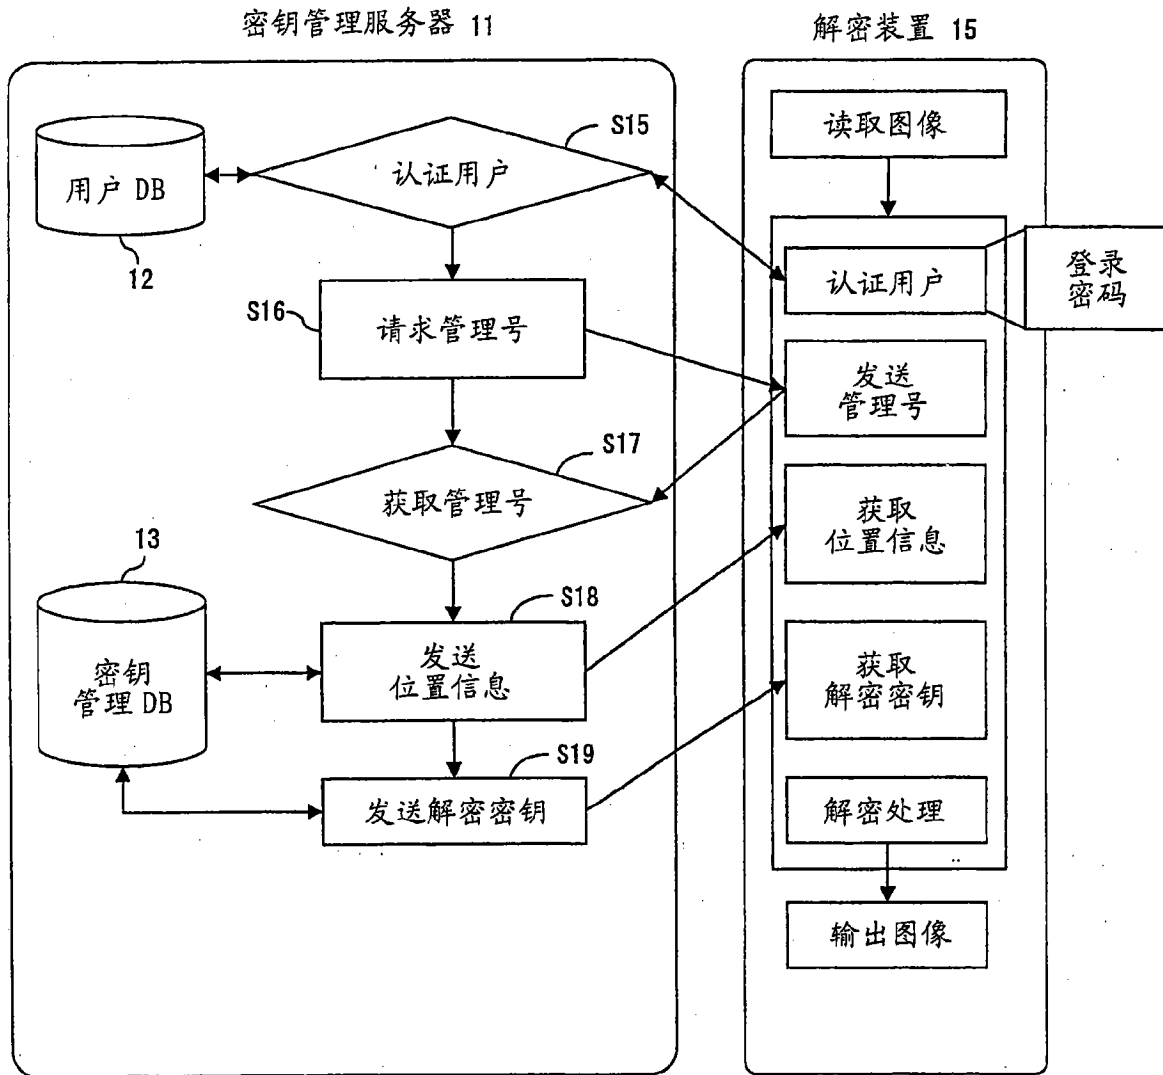 密钥管理服务器 11
解密装置 15
用户 DB
12
认证用户
S15
S16
请求管理号
获取管理号
S17
13
密钥
管理 DB
发送
位置信息
S18
S19
发送解密密钥
读取图像
认证用户
登录
密码
发送
管理号
获取
位置信息
获取
解密密钥
解密处理
输出图像